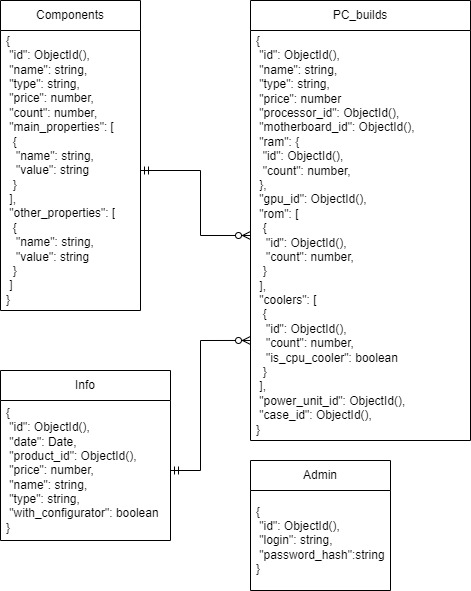 Components
{
"id": ObjectId(),
"name": string,
"type": string,
"price": number,
"count": number,
"main_properties": [
{
"name": string,
"value": string
}
],
"other_properties": [
{
"name": string,
"value": string
}
]
}
PC_builds
{
"id": ObjectId(),
"name": string,
"type": string,
"price": number
"processor_id": ObjectId(),
"motherboard_id": ObjectId(),
"ram": {
"id": ObjectId(),
"count": number,
},
"gpu_id": ObjectId(),
"rom": [
{
"id": ObjectId(),
"count": number,
}
],
"coolers": [
{
"id": ObjectId(),
"count": number,
"is_cpu_cooler": boolean
}
],
"power_unit_id": ObjectId(),
"case_id": ObjectId(),
}
Info
{
"id": ObjectId(),
"date": Date,
"product_id": ObjectId(),
"price": number,
"name": string,
"type": string,
"with_configurator": boolean
}
Admin
{
"id": ObjectId(),
"login": string,
"password_hash":string
}